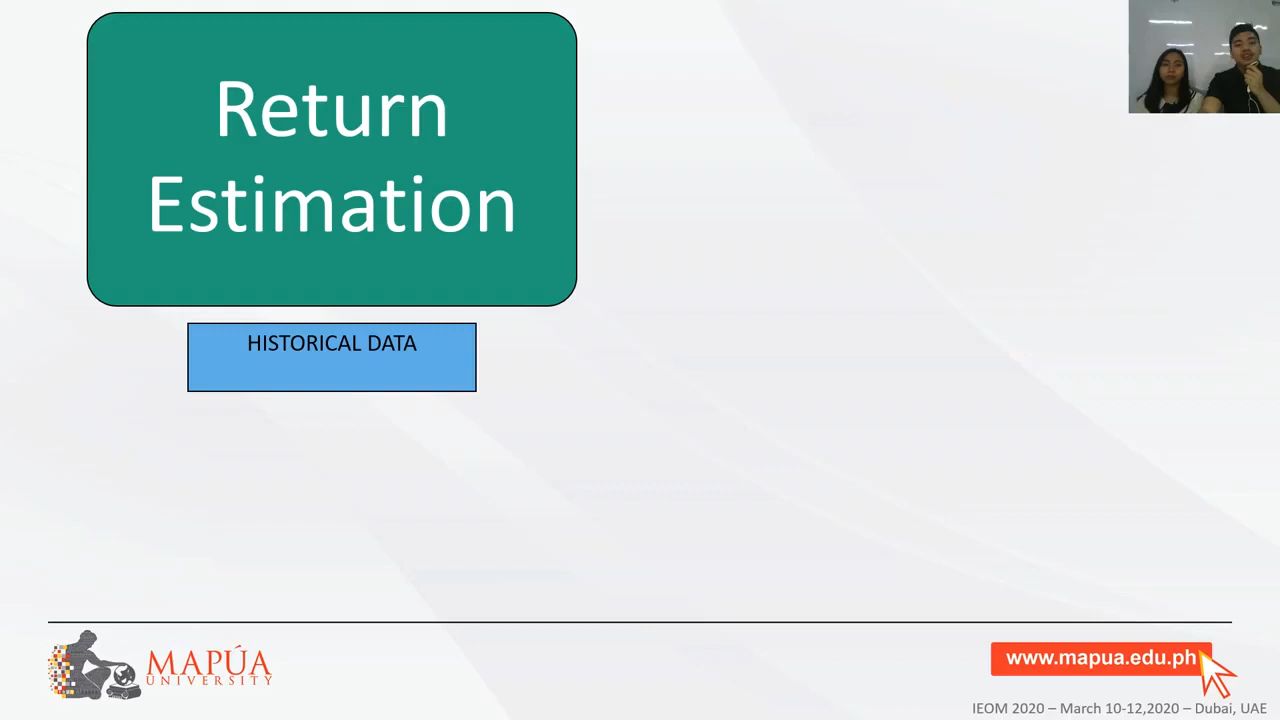 Return
Estimation
HISTORICAL DATA
MAPÚA
UNIVERSITY
www.mapua.edu.ph
IEOM 2020 – March 10-12,2020 – Dubai, UAE